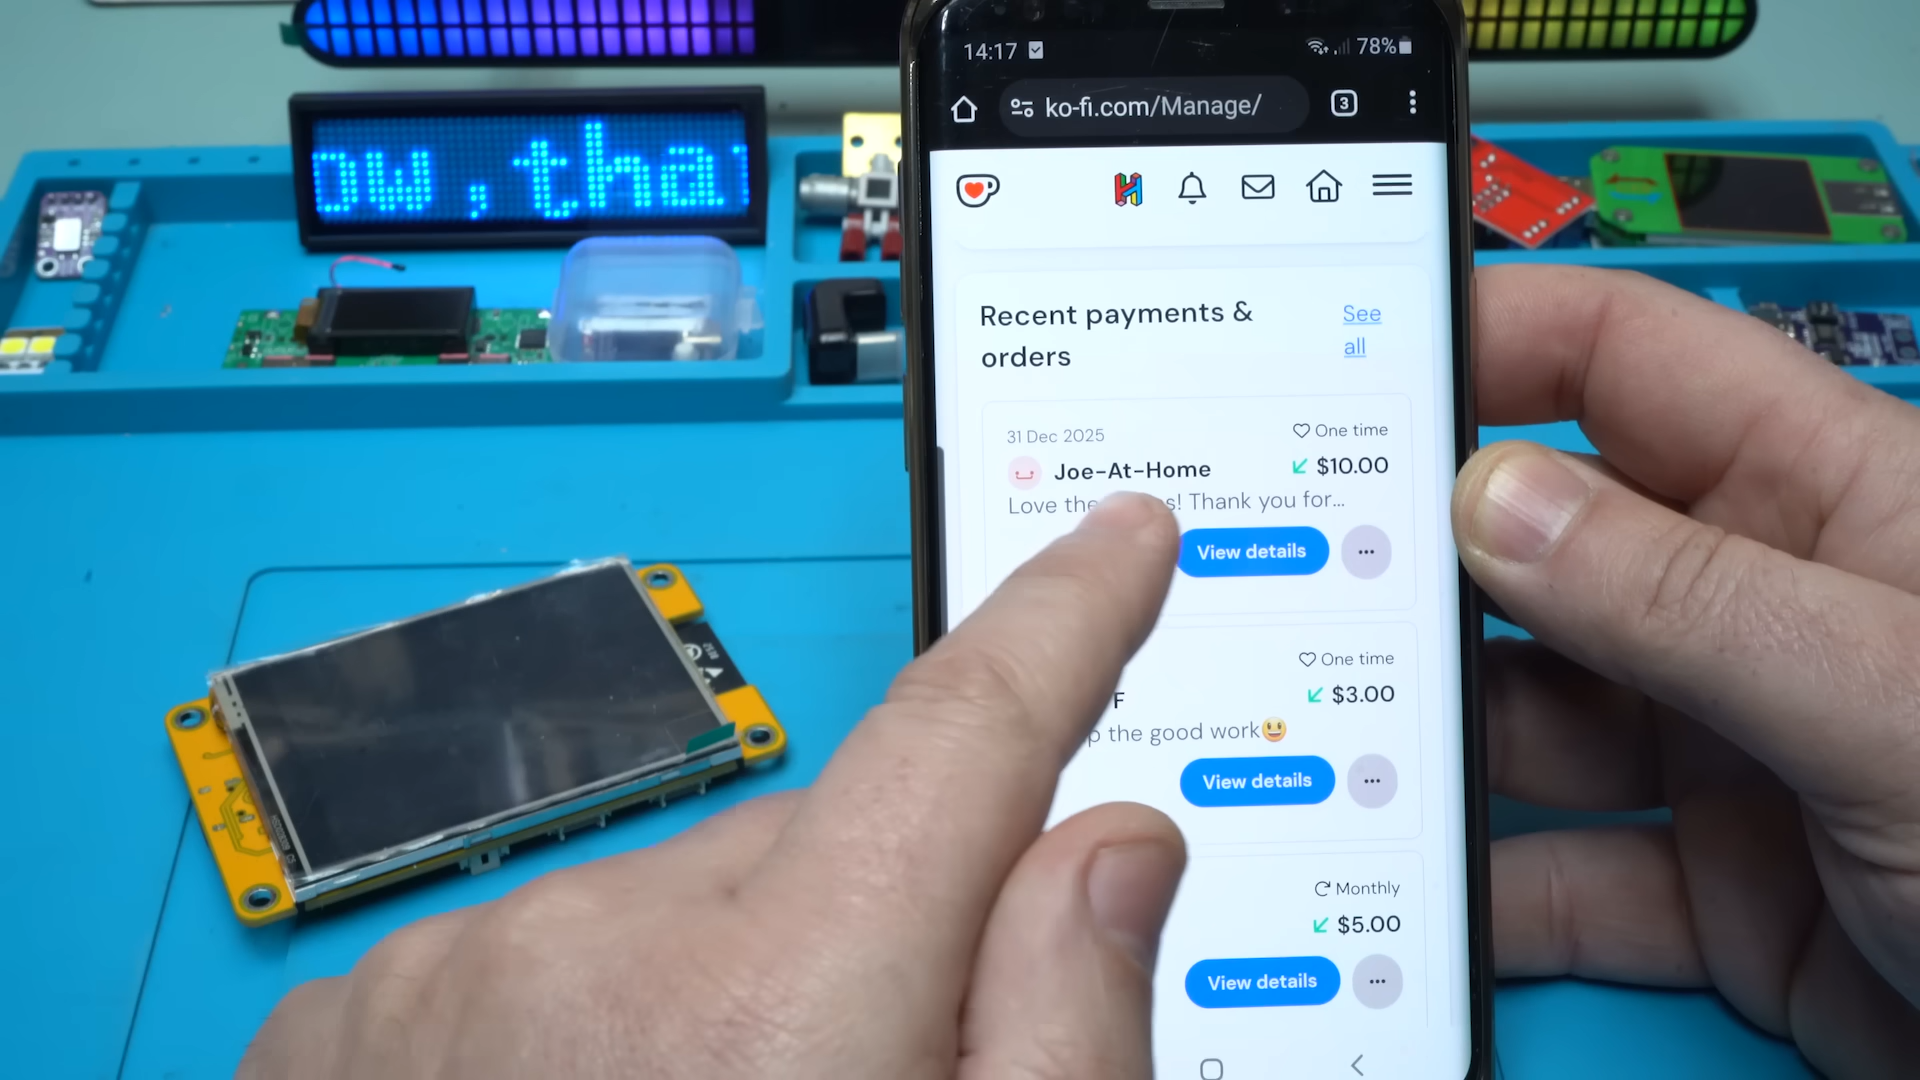 14:17
78%
ow, tha
ko-fi.com/Manage/
3
Recent payments & See
orders all
31 Dec 2025 One time
Joe-At-Home $10.00
Love the s! Thank you for...
View details
One time
F $3.00
p the good work😃
View details
Monthly
$5.00
View details